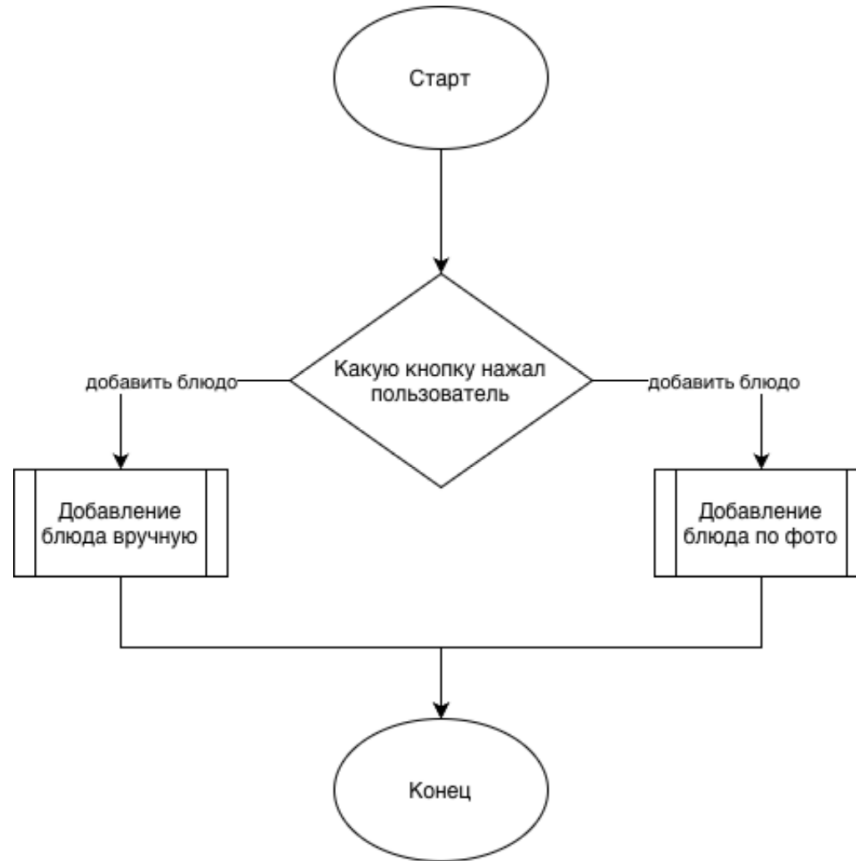 Старт
Какую кнопку нажал
пользователь
добавить блюдо
добавить блюдо
Добавление
блюда вручную
Добавление
блюда по фото
Конец